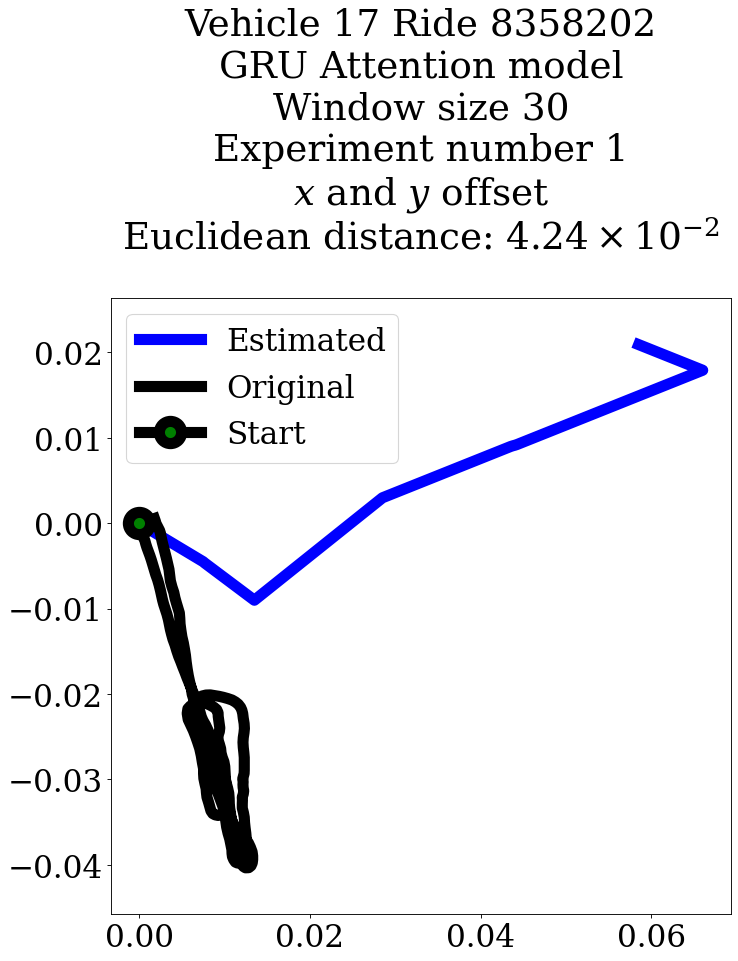 Vehicle 17 Ride 8358202
GRU Attention model
Window size 30
Experiment number 1
x and y offset
Euclidean distance: 4.24 × 10⁻²
Estimated
Original
Start
0.02
0.01
0.00
−0.01
−0.02
−0.03
−0.04
0.00 0.02 0.04 0.06